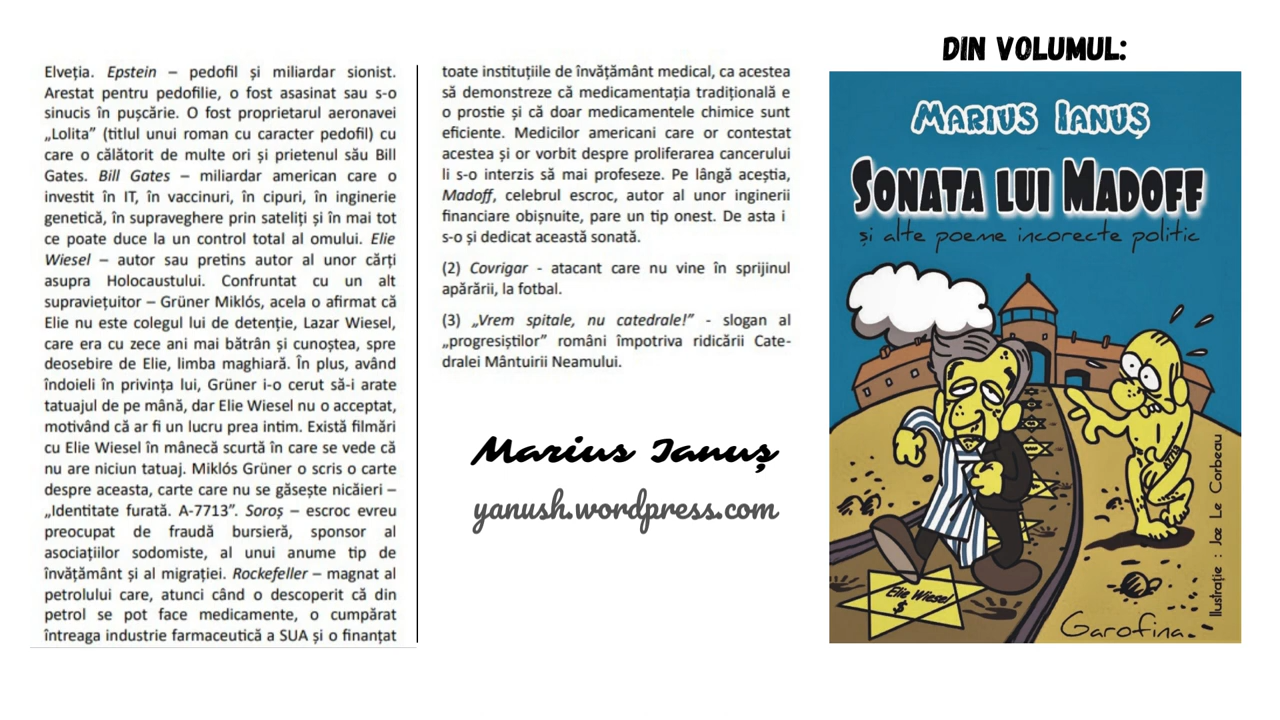 Elveția. Epstein – pedofil și miliardar sionist.
Arestat pentru pedofilie, o fost asasinat sau s-o
sinucis în pușcărie. O fost proprietarul aeronavei
„Lolita” (titlul unui roman cu caracter pedofil) cu
care o călătorit de multe ori și prietenul său Bill
Gates. Bill Gates – miliardar american care o
investit în IT, în vaccinuri, în cipuri, în inginerie
genetică, în supraveghere prin sateliți și în mai tot
ce poate duce la un control total al omului. Elie
Wiesel – autor sau pretins autor al unor cărți
asupra Holocaustului. Confruntat cu un alt
supraviețuitor – Grüner Miklós, acela o afirmat că
Elie nu este colegul lui de detenție, Lazar Wiesel,
care era cu zece ani mai bătrân și cunoștea, spre
deosebire de Elie, limba maghiară. În plus, având
îndoieli în privința lui, Grüner i-o cerut să-i arate
tatuajul de pe mână, dar Elie Wiesel nu o acceptat,
motivând că ar fi un lucru prea intim. Există filmări
cu Elie Wiesel în mânecă scurtă în care se vede că
nu are niciun tatuaj. Miklós Grüner o scris o carte
despre aceasta, carte care nu se găsește nicăieri –
„Identitate furată. A-7713”. Soroș – escroc evreu
preocupat de fraudă bursieră, sponsor al
asociațiilor sodomiste, al unui anume tip de
învățământ și al migrației. Rockefeller – magnat al
petrolului care, atunci când o descoperit că din
petrol se pot face medicamente, o cumpărat
întreaga industrie farmaceutică a SUA și o finanțat
toate instituțiile de învățământ medical, ca acestea
să demonstreze că medicamentația tradițională e
o prostie și că doar medicamentele chimice sunt
eficiente. Medicilor americani care or contestat
acestea și or vorbit despre proliferarea cancerului
li s-o interzis să mai profeseze. Pe lângă aceștia,
Madoff, celebrul escroc, autor al unor inginerii
financiare obișnuite, pare un tip onest. De asta i
s-o și dedicat această sonată.
(2) Covrigar - atacant care nu vine în sprijinul
apărării, la fotbal.
(3) „Vrem spitale, nu catedrale!” - slogan al
„progresiștilor” români împotriva ridicării Cate-
dralei Mântuirii Neamului.
Marius Ianuș
yanush.wordpress.com
DIN VOLUMUL:
MARIUS IANUȘ
SONATA LUI MADOFF
și alte poeme incorecte politic
Elie Wiesel
$
A7713
Ilustrație : Joe Le Corbeau
Garofina